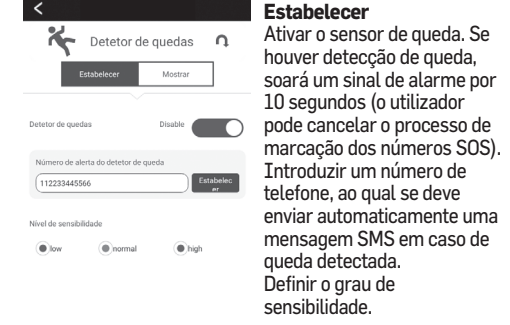 Detetor de quedas
Estabelecer Mostrar
Detetor de quedas Disable
Número de alerta do detetor de queda
112233445566 Estabelec
er
Nível de sensibilidade
low normal high
Estabelecer
Ativar o sensor de queda. Se
houver detecção de queda,
soará um sinal de alarme por
10 segundos (o utilizador
pode cancelar o processo de
marcação dos números SOS).
Introduzir um número de
telefone, ao qual se deve
enviar automaticamente uma
mensagem SMS em caso de
queda detectada.
Definir o grau de
sensibilidade.